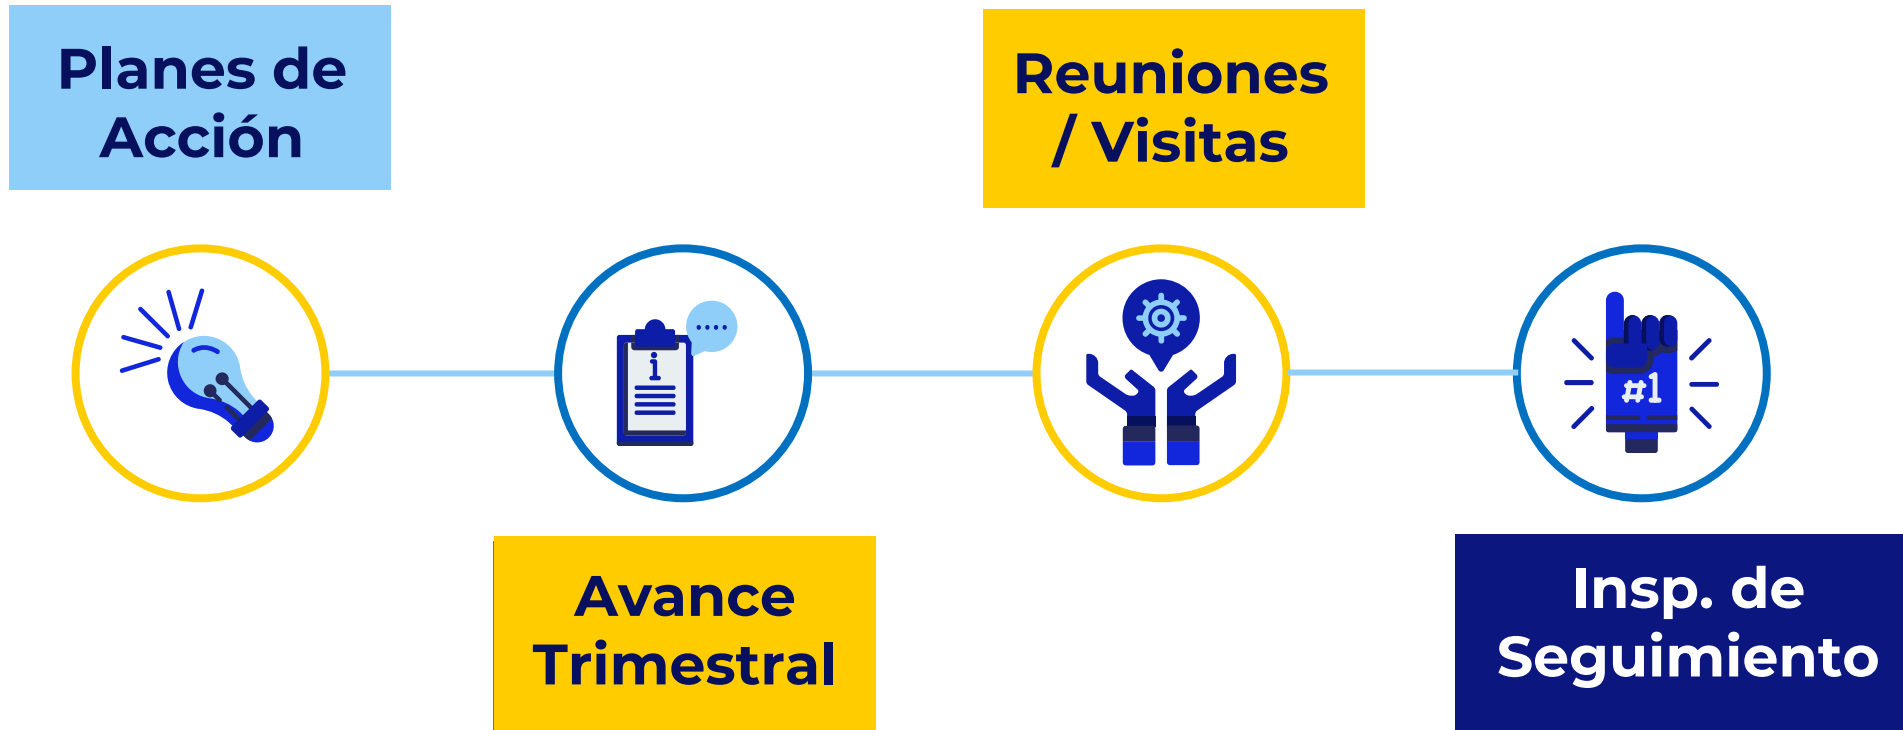 Planes de
Acción
Reuniones
/ Visitas
#1
Avance
Trimestral
Insp. de
Seguimiento